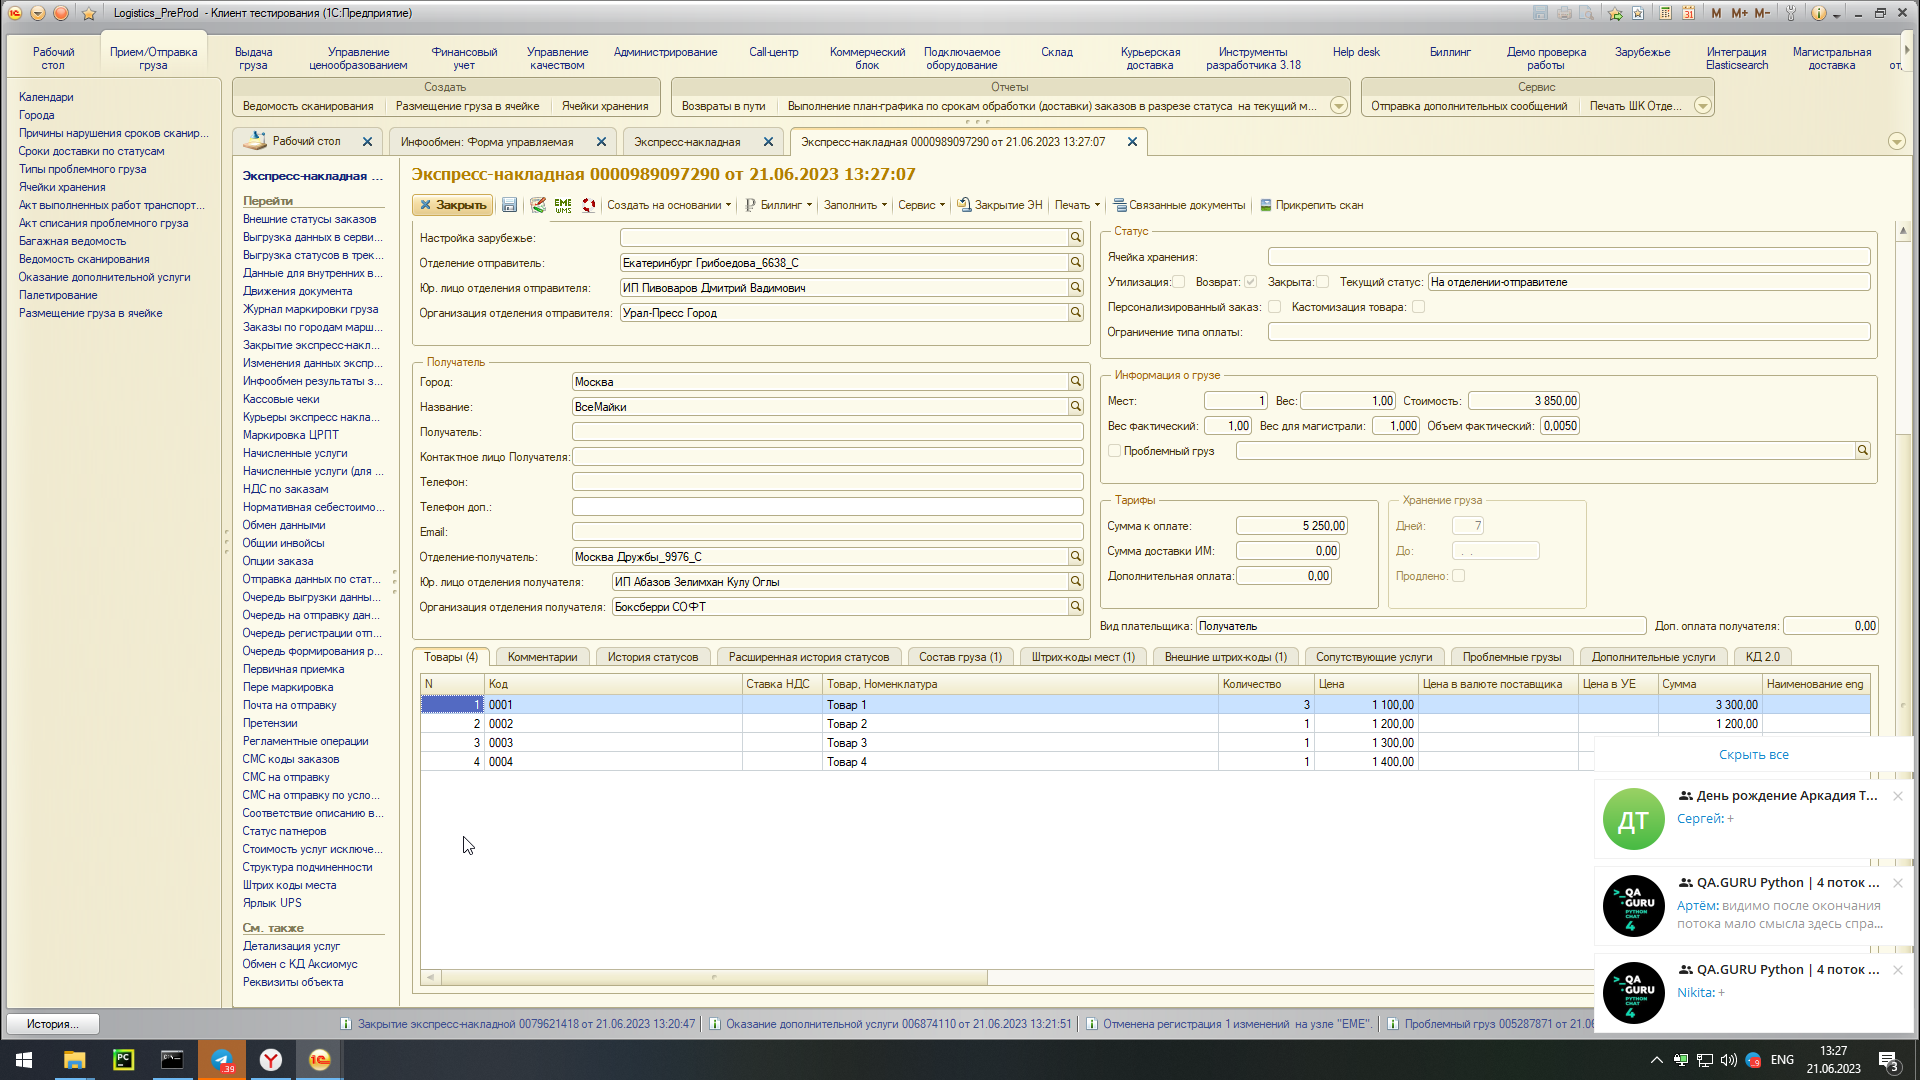 Logistics_PreProd - Клиент тестирования (1С:Предприятие)
M M+ M-
Рабочий стол
Прием/Отправка груза
Выдача груза
Управление ценообразованием
Финансовый учет
Управление качеством
Администрирование
Call-центр
Коммерческий блок
Подключаемое оборудование
Склад
Курьерская доставка
Инструменты разработчика 3.18
Help desk
Биллинг
Демо проверка работы
Зарубежье
Интеграция Elasticsearch
Магистральная доставка
Создать
Ведомость сканирования Размещение груза в ячейке Ячейки хранения
Отчеты
Возвраты в пути Выполнение план-графика по срокам обработки (доставки) заказов в разрезе статуса на текущий м...
Сервис
Отправка дополнительных сообщений Печать ШК Отде...
Календари
Города
Причины нарушения сроков сканир...
Сроки доставки по статусам
Типы проблемного груза
Ячейки хранения
Акт выполненных работ транспорт...
Акт списания проблемного груза
Багажная ведомость
Ведомость сканирования
Оказание дополнительной услуги
Палетирование
Размещение груза в ячейке
Рабочий стол
Инфообмен: Форма управляемая
Экспресс-накладная
Экспресс-накладная 0000989097290 от 21.06.2023 13:27:07
Экспресс-накладная ...
Перейти
Внешние статусы заказов
Выгрузка данных в серви...
Выгрузка статусов в трек...
Данные для внутренних в...
Движения документа
Журнал маркировки груза
Заказы по городам марш...
Закрытие экспресс-накл...
Изменения данных экспр...
Инфообмен результаты з...
Кассовые чеки
Курьеры экспресс накла...
Маркировка ЦРПТ
Начисленные услуги
Начисленные услуги (для ...
НДС по заказам
Нормативная себестоимо...
Обмен данными
Общии инвойсы
Опции заказа
Отправка данных по стат...
Очередь выгрузки данны...
Очередь на отправку дан...
Очередь регистрации отп...
Очередь формирования р...
Первичная приемка
Пере маркировка
Почта на отправку
Претензии
Регламентные операции
СМС коды заказов
СМС на отправку
СМС на отправку по усло...
Соответствие описанию в...
Статус патнеров
Стоимость услуг исключе...
Структура подчиненности
Штрих коды места
Ярлык UPS
См. также
Детализация услуг
Обмен с КД Аксиомус
Реквизиты объекта
Экспресс-накладная 0000989097290 от 21.06.2023 13:27:07
Закрыть EME WMS Создать на основании Биллинг Заполнить Сервис Закрытие ЭН Печать Связанные документы Прикрепить скан
Настройка зарубежье:
Отделение отправитель: Екатеринбург Грибоедова_6638_С
Юр. лицо отделения отправителя: ИП Пивоваров Дмитрий Вадимович
Организация отделения отправителя: Урал-Пресс Город
Получатель
Город: Москва
Название: ВсеМайки
Получатель:
Контактное лицо Получателя:
Телефон:
Телефон доп.:
Email:
Отделение-получатель: Москва Дружбы_9976_С
Юр. лицо отделения получателя: ИП Абазов Зелимхан Кулу Оглы
Организация отделения получателя: Боксберри СОФТ
Статус
Ячейка хранения:
Утилизация: Возврат: Закрыта: Текущий статус: На отделении-отправителе
Персонализированный заказ: Кастомизация товара:
Ограничение типа оплаты:
Информация о грузе
Мест: 1 Вес: 1,00 Стоимость: 3 850,00
Вес фактический: 1,00 Вес для магистрали: 1,000 Объем фактический: 0,0050
Проблемный груз
Тарифы
Сумма к оплате: 5 250,00
Сумма доставки ИМ: 0,00
Дополнительная оплата: 0,00
Хранение груза
Дней: 7
До: . .
Продлено:
Вид плательщика: Получатель Доп. оплата получателя: 0,00
Товары (4) Комментарии История статусов Расширенная история статусов Состав груза (1) Штрих-коды мест (1) Внешние штрих-коды (1) Сопутствующие услуги Проблемные грузы Дополнительные услуги КД 2.0
N Код Ставка НДС Товар, Номенклатура Количество Цена Цена в валюте поставщика Цена в УЕ Сумма Наименование eng
1 0001 Товар 1 3 1 100,00 3 300,00
2 0002 Товар 2 1 1 200,00 1 200,00
3 0003 Товар 3 1 1 300,00
4 0004 Товар 4 1 1 400,00
Скрыть все
ДТ
День рождение Аркадия Т...
Сергей: +
>_QA .GURU PYTHON CHAT 4
QA.GURU Python | 4 поток ...
Артём: видимо после окончания
потока мало смысла здесь спра...
>_QA .GURU PYTHON CHAT 4
QA.GURU Python | 4 поток ...
Nikita: +
История...
Закрытие экспресс-накладной 0079621418 от 21.06.2023 13:20:47
Оказание дополнительной услуги 006874110 от 21.06.2023 13:21:51
Отменена регистрация 1 изменений на узле "EME".
Проблемный груз 005287871 от 21.06
PC
39
ENG
13:27
21.06.2023
3